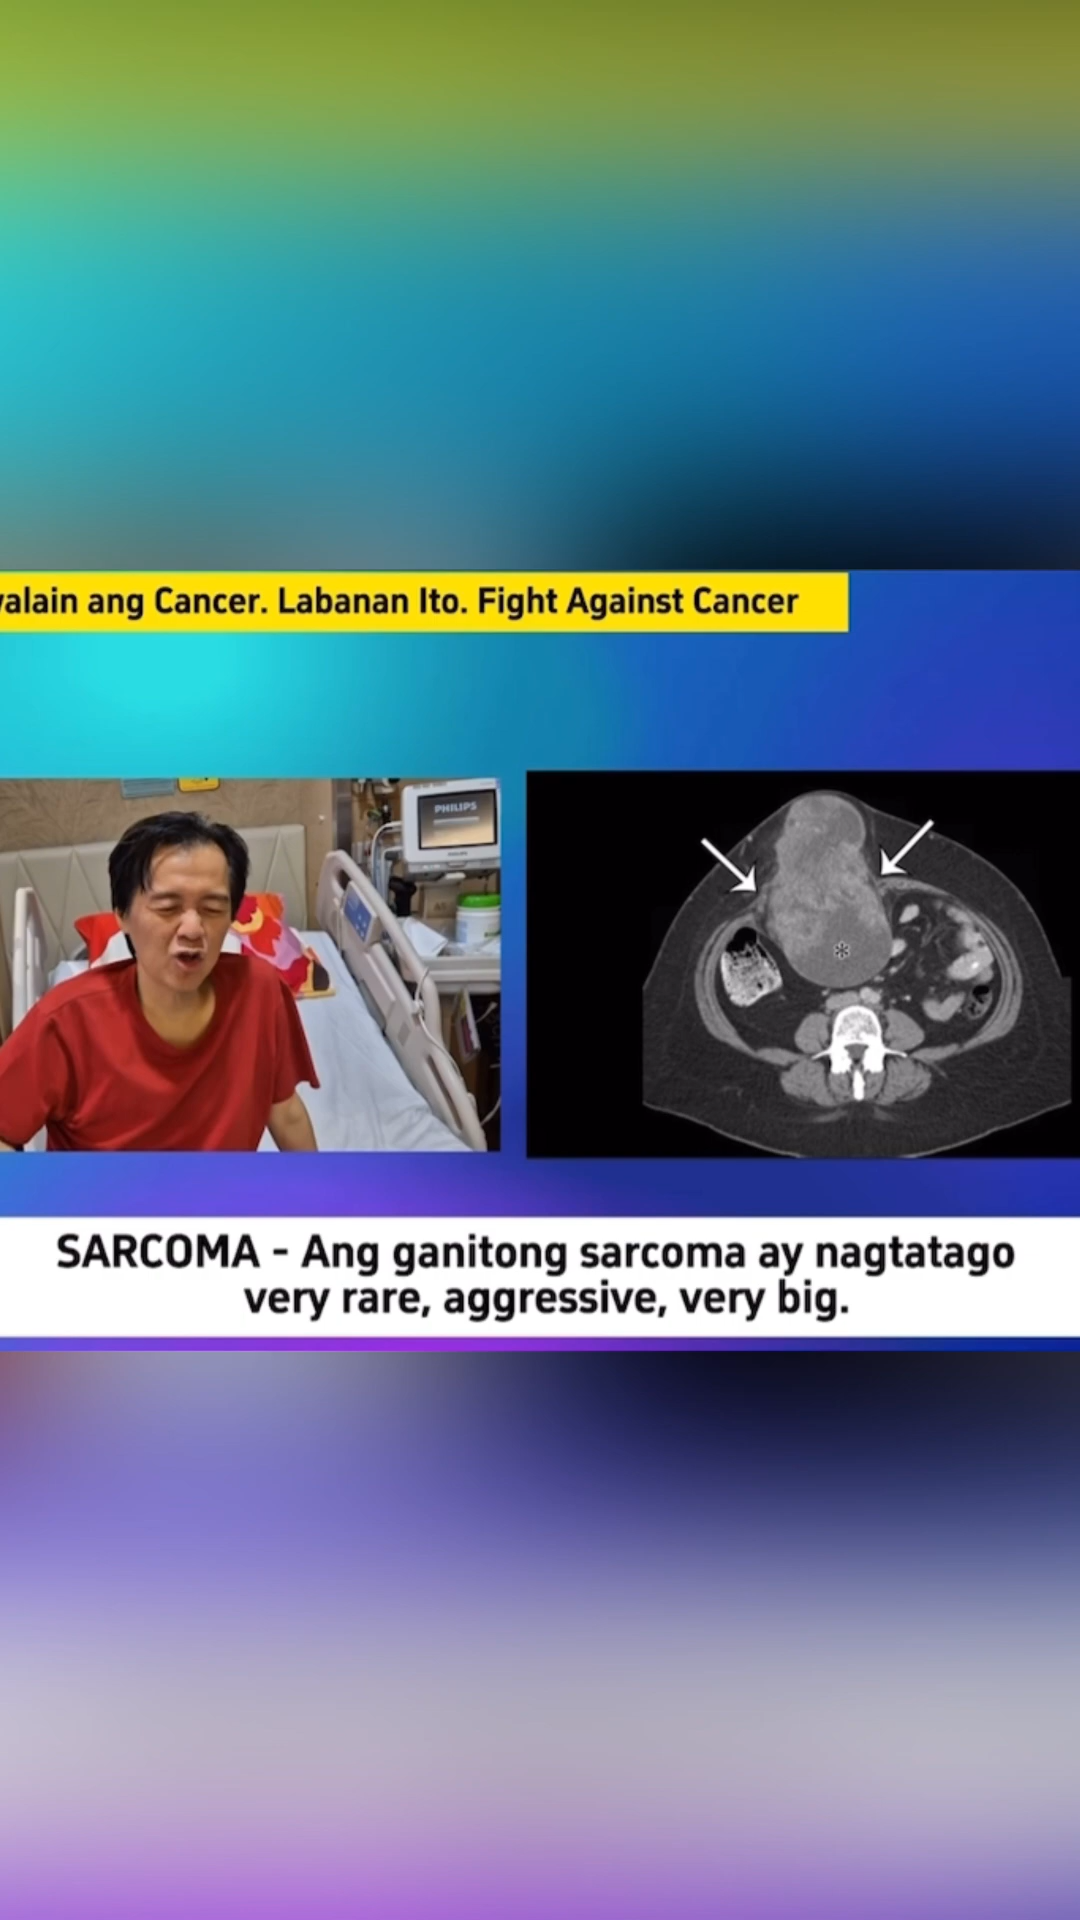 alain ang Cancer. Labanan Ito. Fight Against Cancer
PHILIPS
SARCOMA - Ang ganitong sarcoma ay nagtatago
very rare, aggressive, very big.